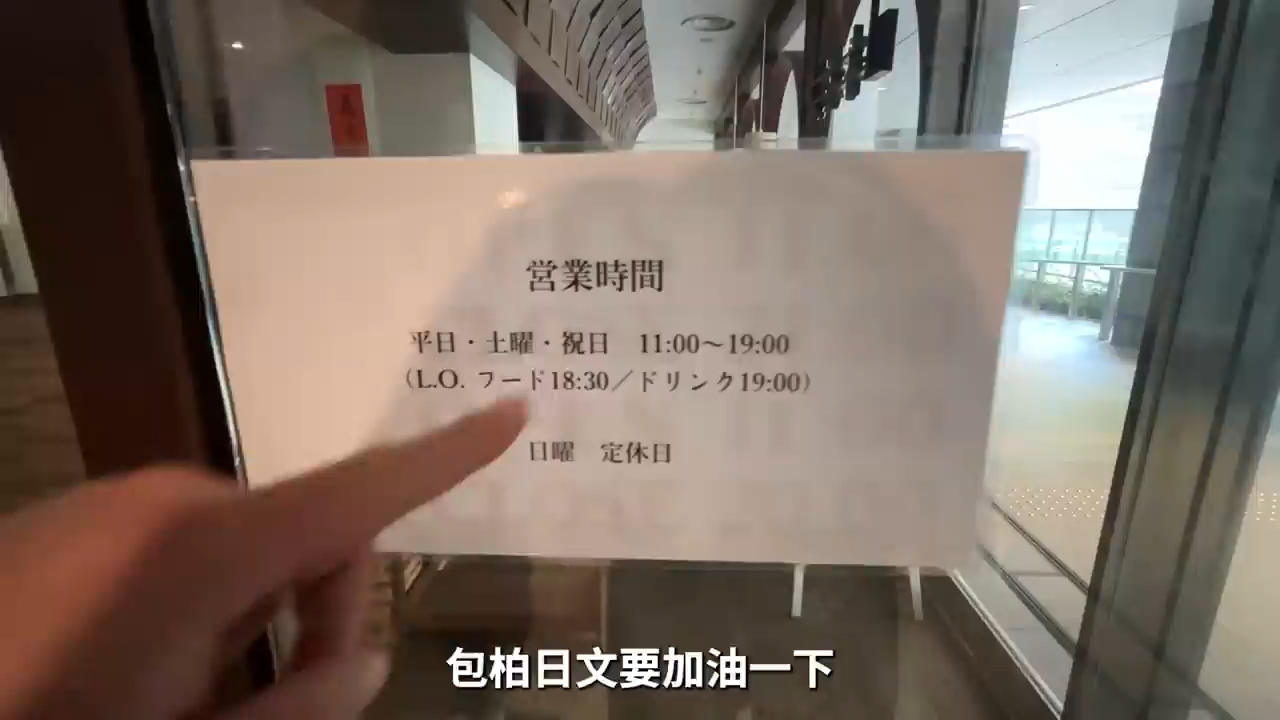 営業時間
平日・土曜・祝日 11:00～19:00
(L.O. フード18:30／ドリンク19:00)
日曜 定休日
包柏日文要加油一下